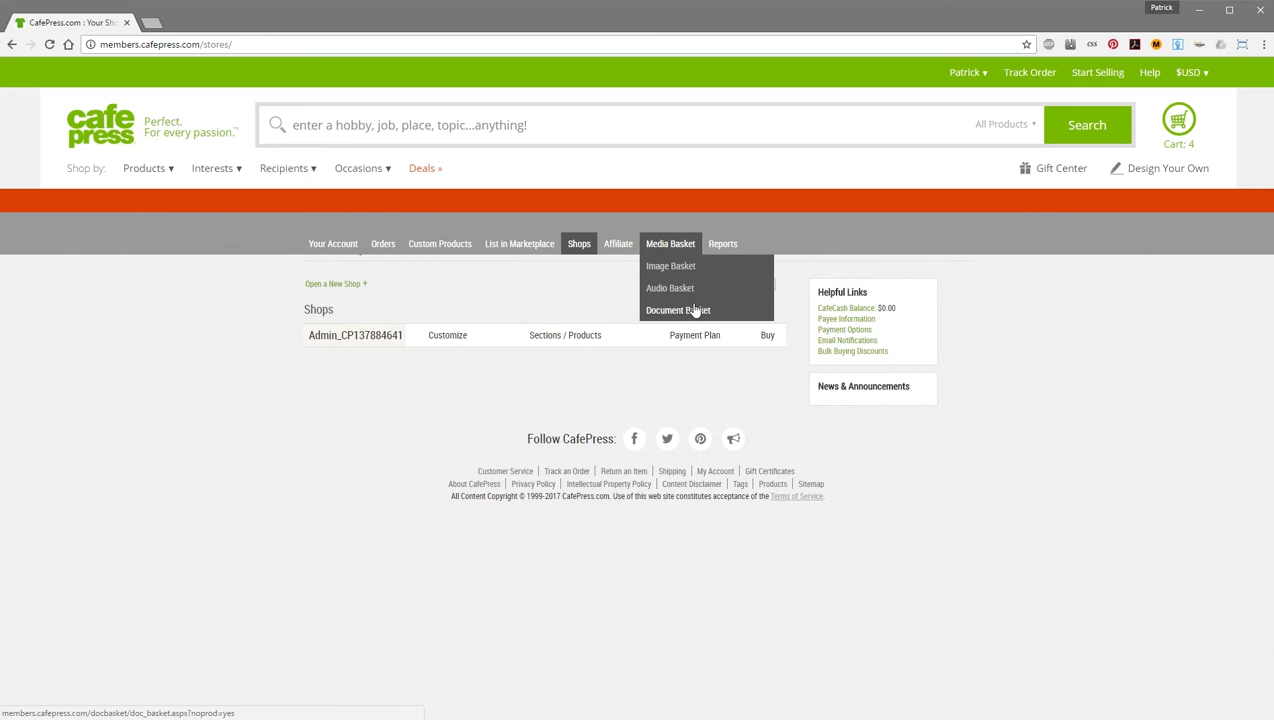 Patrick
CafePress.com : Your Sho
members.cafepress.com/stores/
Patrick ▾ Track Order Start Selling Help $USD ▾
cafe
press
Perfect.
For every passion.™
enter a hobby, job, place, topic...anything!
All Products ▾
Search
Cart: 4
Shop by: Products ▾ Interests ▾ Recipients ▾ Occasions ▾ Deals »
Gift Center Design Your Own
Your Account Orders Custom Products List in Marketplace Shops Affiliate Media Basket Reports
Image Basket
Audio Basket
Document Basket
Open a New Shop +
Shops
Admin_CP137884641 Customize Sections / Products Payment Plan Buy
Helpful Links
CafeCash Balance: $0.00
Payee Information
Payment Options
Email Notifications
Bulk Buying Discounts
News & Announcements
Follow CafePress:
Customer Service | Track an Order | Return an Item | Shipping | My Account | Gift Certificates
About CafePress | Privacy Policy | Intellectual Property Policy | Content Disclaimer | Tags | Products | Sitemap
All Content Copyright © 1999-2017 CafePress.com. Use of this web site constitutes acceptance of the Terms of Service.
members.cafepress.com/docbasket/doc_basket.aspx?noprod=yes